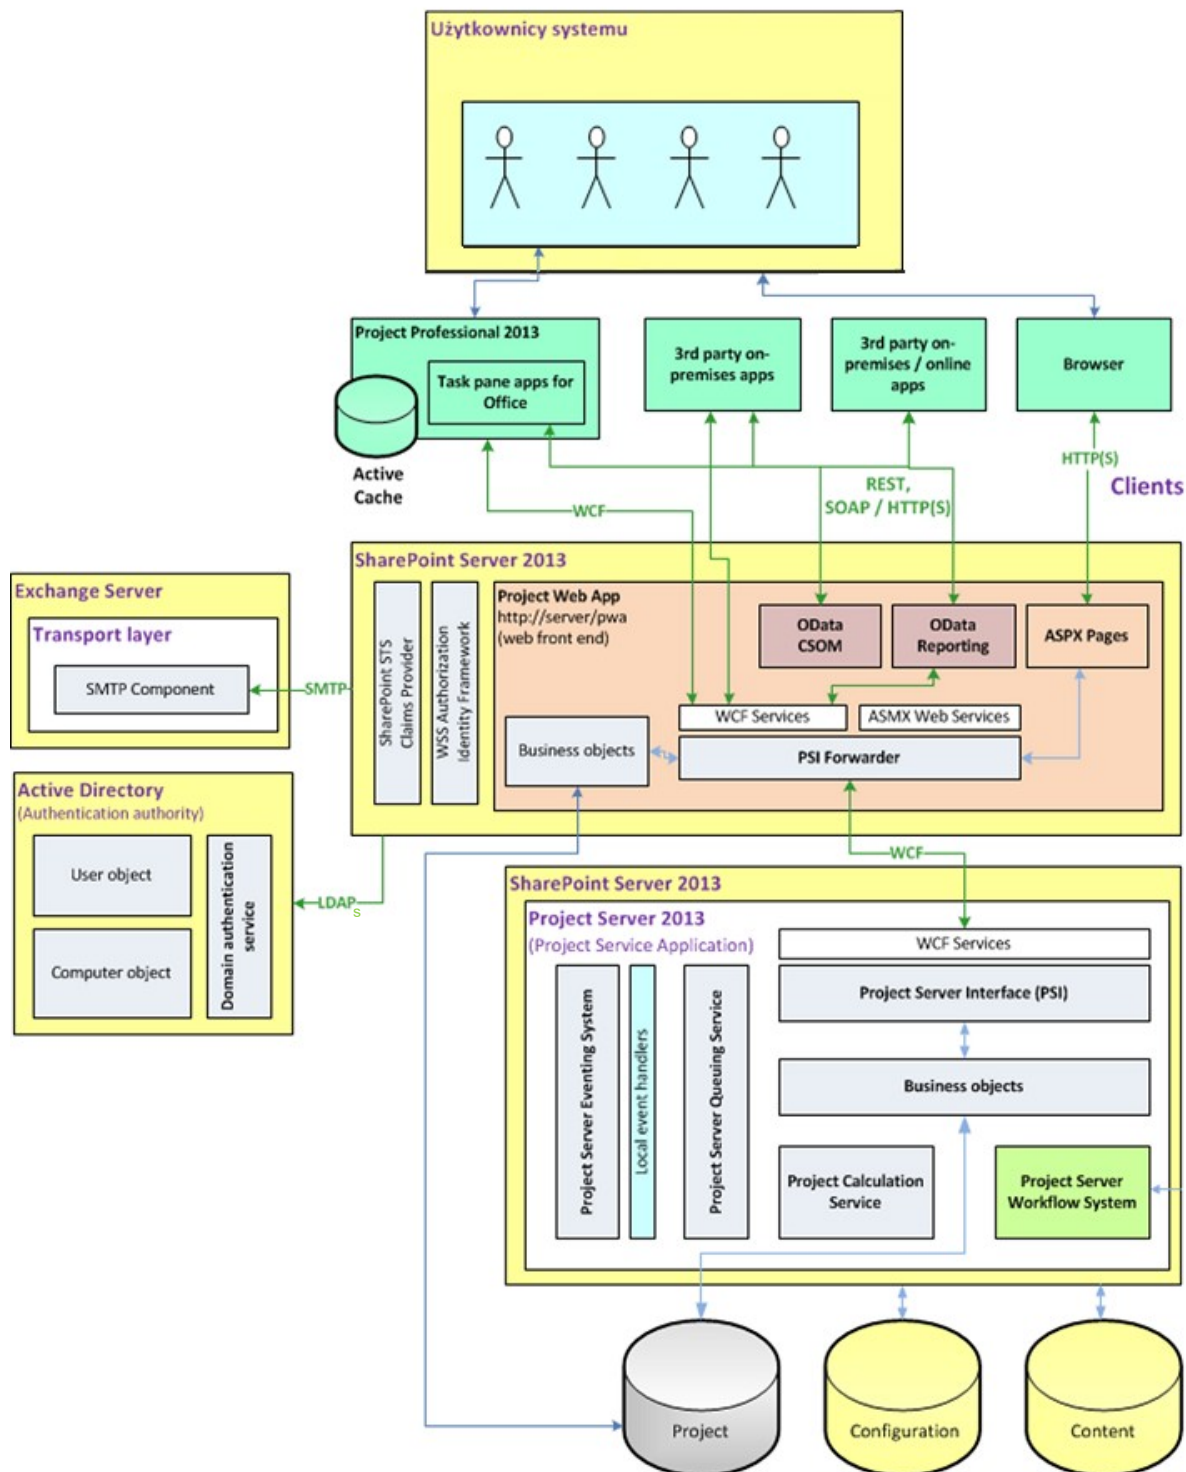 Użytkownicy systemu
Project Professional 2013
Task pane apps for
Office
Active
Cache
3rd party on-
premises apps
3rd party on-
premises / online
apps
Browser
HTTP(S)
Clients
REST,
SOAP / HTTP(S)
WCF
SharePoint Server 2013
SharePoint STS
Claims Provider
WSS Authorization
Identity Framework
Project Web App
http://server/pwa
(web front end)
OData
CSOM
OData
Reporting
ASPX Pages
WCF Services
ASMX Web Services
Business objects
PSI Forwarder
Exchange Server
Transport layer
SMTP Component
SMTP
Active Directory
(Authentication authority)
User object
Computer object
Domain authentication
service
LDAPs
WCF
SharePoint Server 2013
Project Server 2013
(Project Service Application)
WCF Services
Project Server Interface (PSI)
Business objects
Project Server Eventing System
Local event handlers
Project Server Queuing Service
Project Calculation
Service
Project Server
Workflow System
Project
Configuration
Content